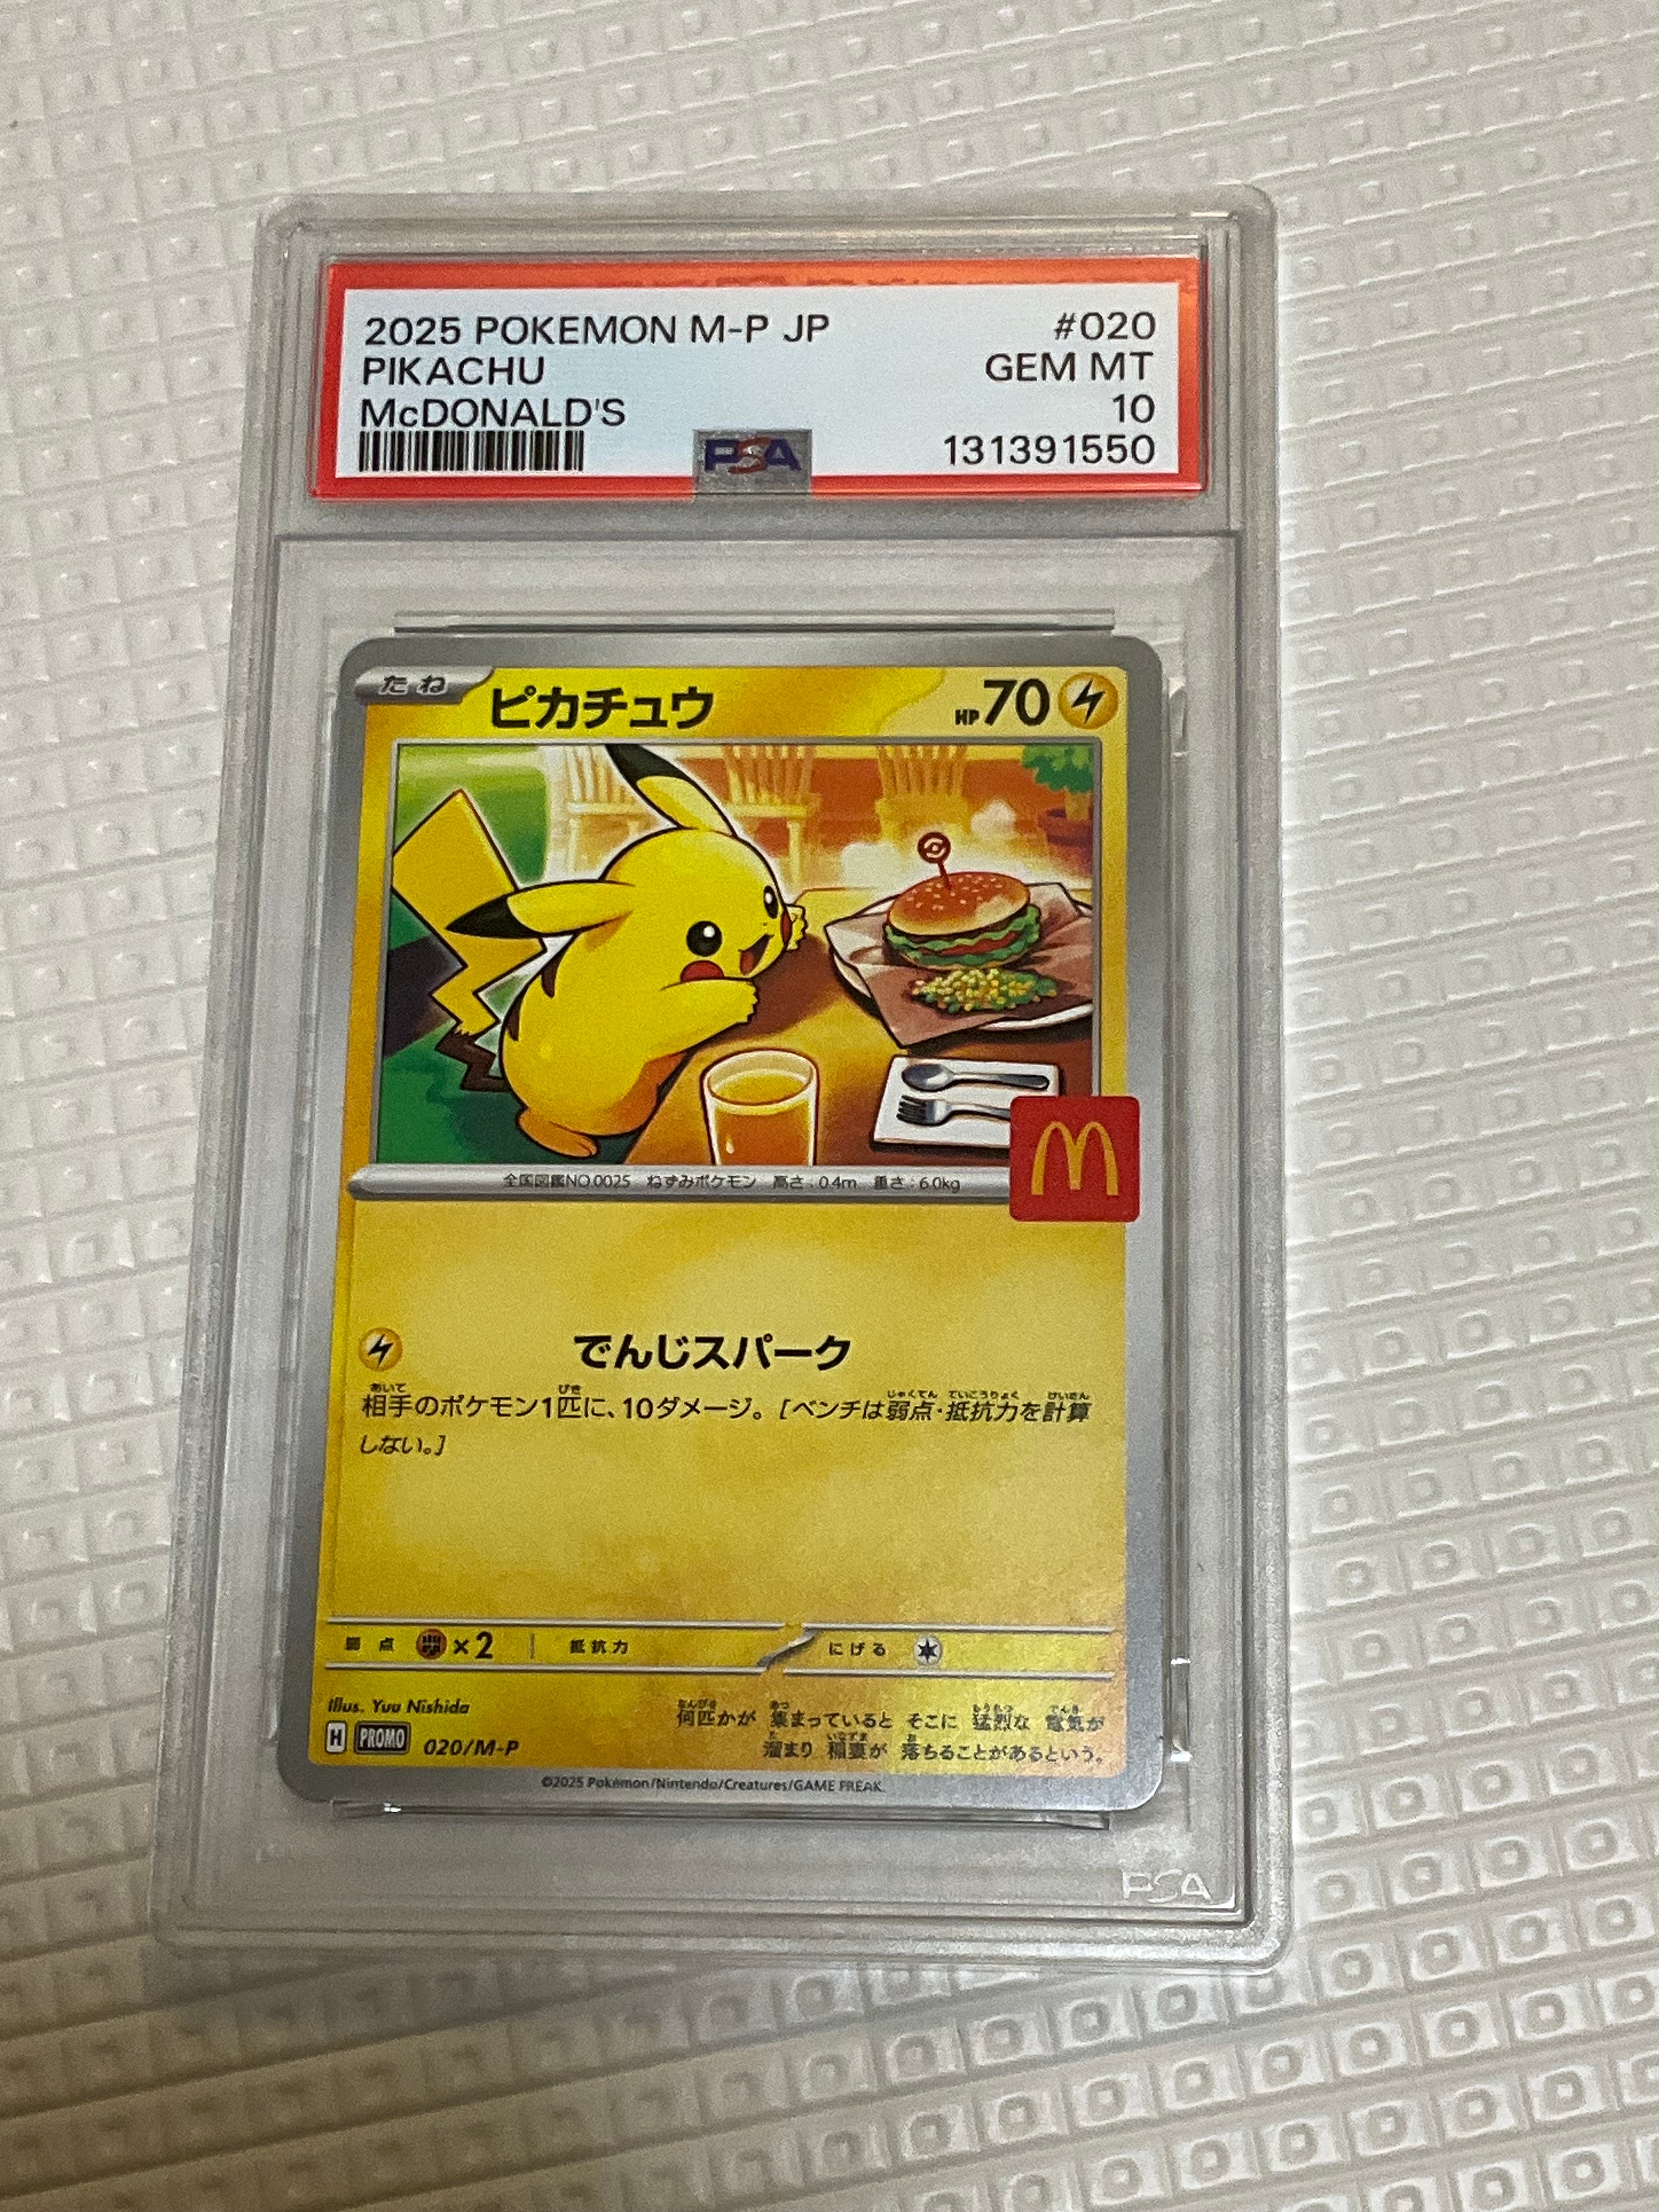 2025 POKEMON M-P JP #020
PIKACHU GEM MT
McDONALD'S 10
PSA 131391550
たね ピカチュウ HP70
全国図鑑NO.0025 ねずみポケモン 高さ:0.4m 重さ:6.0kg
でんじスパーク
相手のポケモン1匹に、10ダメージ。[ベンチは弱点・抵抗力を計算
しない。]
弱点 ×2 抵抗力 にげる
Illus. Yuu Nishida
何匹かが 集まっていると そこに 猛烈な 電気が
溜まり 稲妻が 落ちることがあるという。
H PROMO 020/M-P
©2025 Pokémon/Nintendo/Creatures/GAME FREAK.
PSA